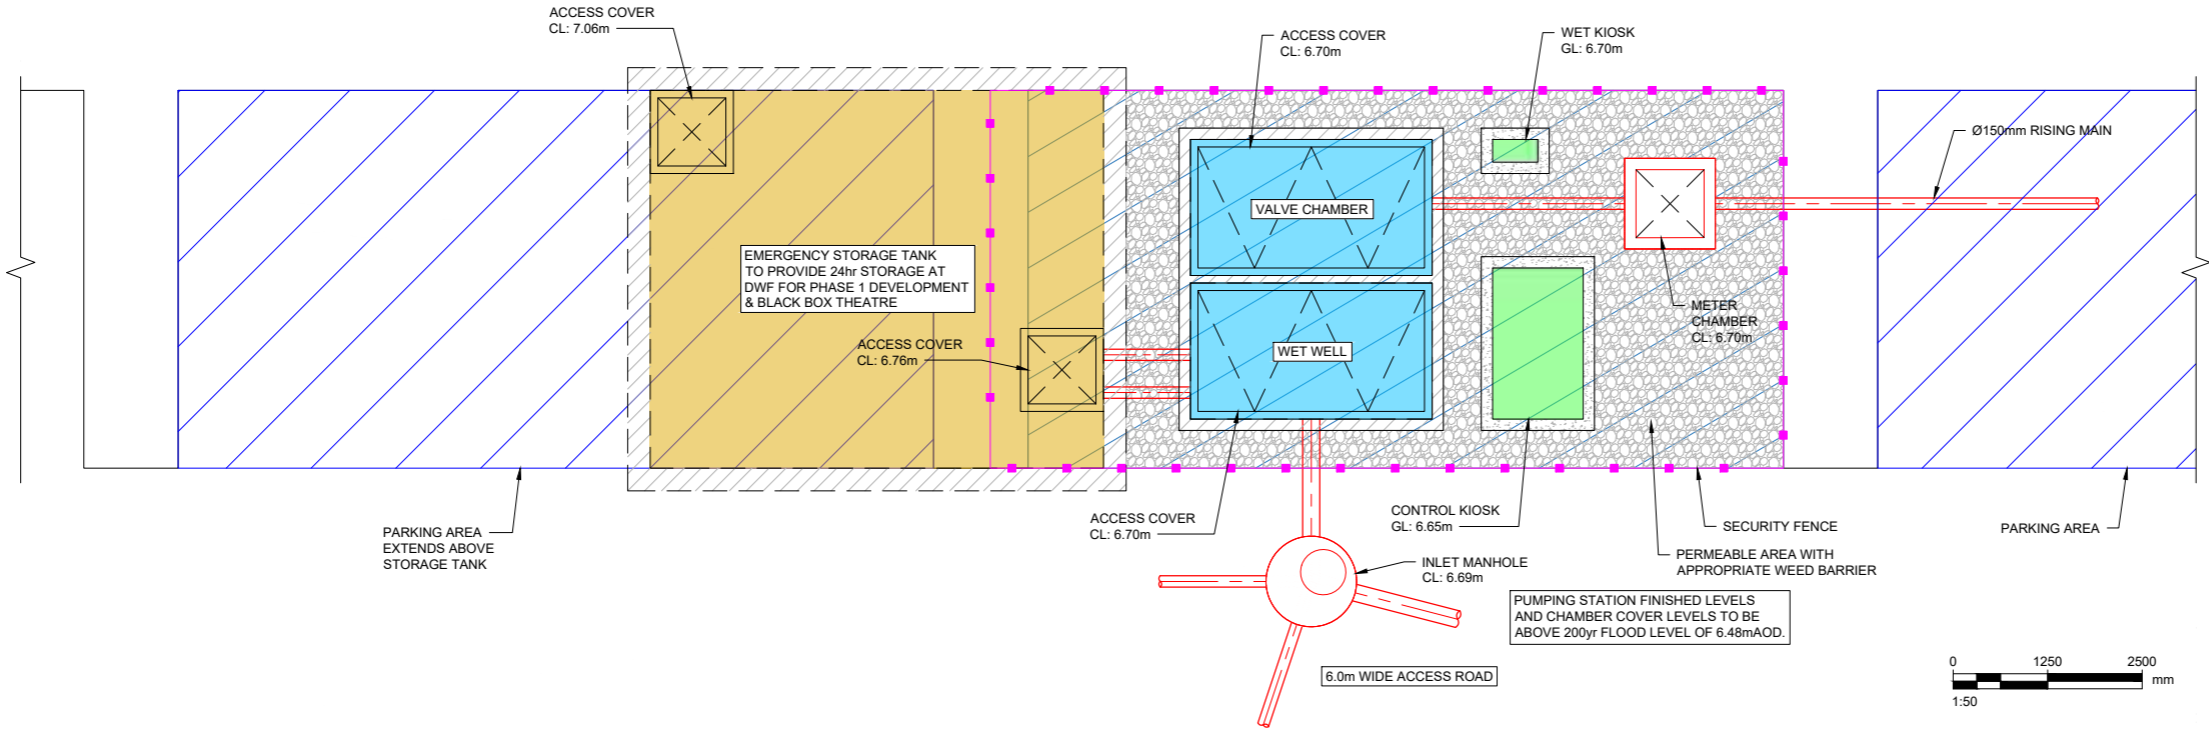 ACCESS COVER
CL: 7.06m
ACCESS COVER
CL: 6.70m
WET KIOSK
GL: 6.70m
Ø150mm RISING MAIN
VALVE CHAMBER
EMERGENCY STORAGE TANK
TO PROVIDE 24hr STORAGE AT
DWF FOR PHASE 1 DEVELOPMENT
& BLACK BOX THEATRE
METER
CHAMBER
CL: 6.70m
ACCESS COVER
CL: 6.76m
WET WELL
PARKING AREA
EXTENDS ABOVE
STORAGE TANK
ACCESS COVER
CL: 6.70m
CONTROL KIOSK
GL: 6.65m
SECURITY FENCE
PARKING AREA
PERMEABLE AREA WITH
APPROPRIATE WEED BARRIER
INLET MANHOLE
CL: 6.69m
PUMPING STATION FINISHED LEVELS
AND CHAMBER COVER LEVELS TO BE
ABOVE 200yr FLOOD LEVEL OF 6.48mAOD.
6.0m WIDE ACCESS ROAD
0 1250 2500
mm
1:50